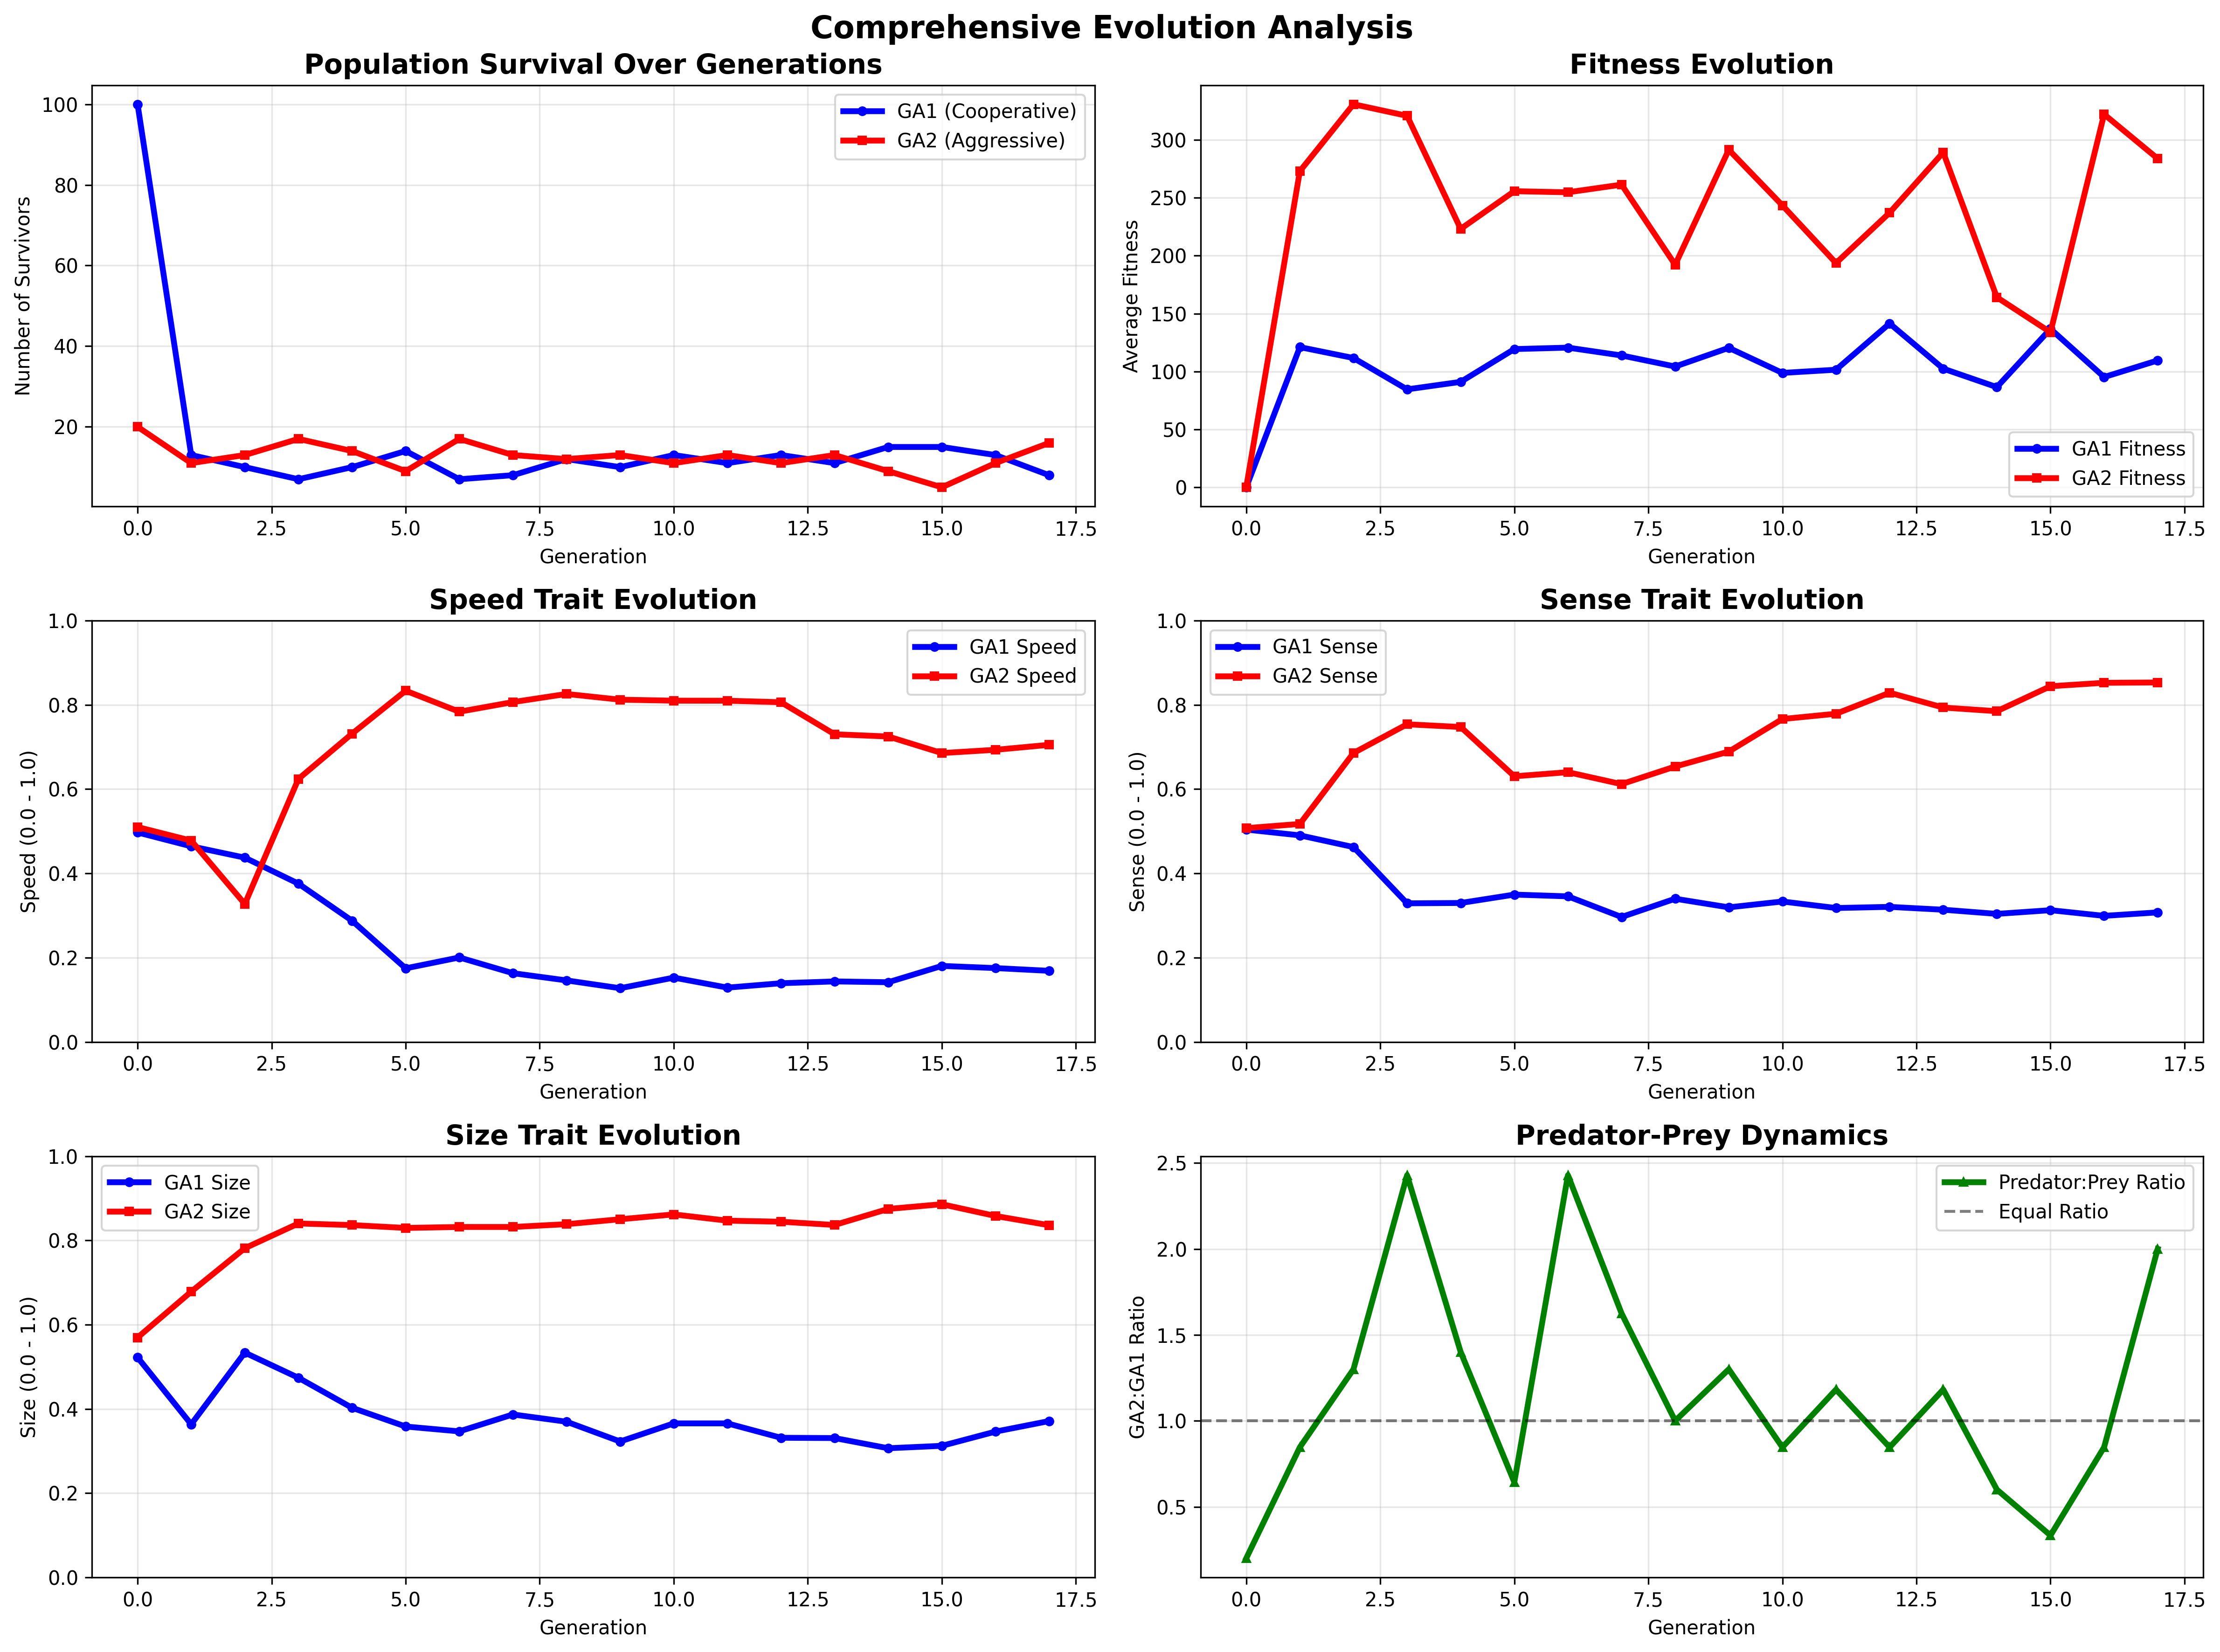 Comprehensive Evolution Analysis
Population Survival Over Generations
Number of Survivors
100
80
60
40
20
GA1 (Cooperative)
GA2 (Aggressive)
0.0 2.5 5.0 7.5 10.0 12.5 15.0 17.5
Generation
Fitness Evolution
Average Fitness
300
250
200
150
100
50
0
GA1 Fitness
GA2 Fitness
0.0 2.5 5.0 7.5 10.0 12.5 15.0 17.5
Generation
Speed Trait Evolution
Speed (0.0 - 1.0)
1.0
0.8
0.6
0.4
0.2
0.0
GA1 Speed
GA2 Speed
0.0 2.5 5.0 7.5 10.0 12.5 15.0 17.5
Generation
Sense Trait Evolution
Sense (0.0 - 1.0)
1.0
0.8
0.6
0.4
0.2
0.0
GA1 Sense
GA2 Sense
0.0 2.5 5.0 7.5 10.0 12.5 15.0 17.5
Generation
Size Trait Evolution
Size (0.0 - 1.0)
1.0
0.8
0.6
0.4
0.2
0.0
GA1 Size
GA2 Size
0.0 2.5 5.0 7.5 10.0 12.5 15.0 17.5
Generation
Predator-Prey Dynamics
GA2:GA1 Ratio
2.5
2.0
1.5
1.0
0.5
Predator:Prey Ratio
Equal Ratio
0.0 2.5 5.0 7.5 10.0 12.5 15.0 17.5
Generation